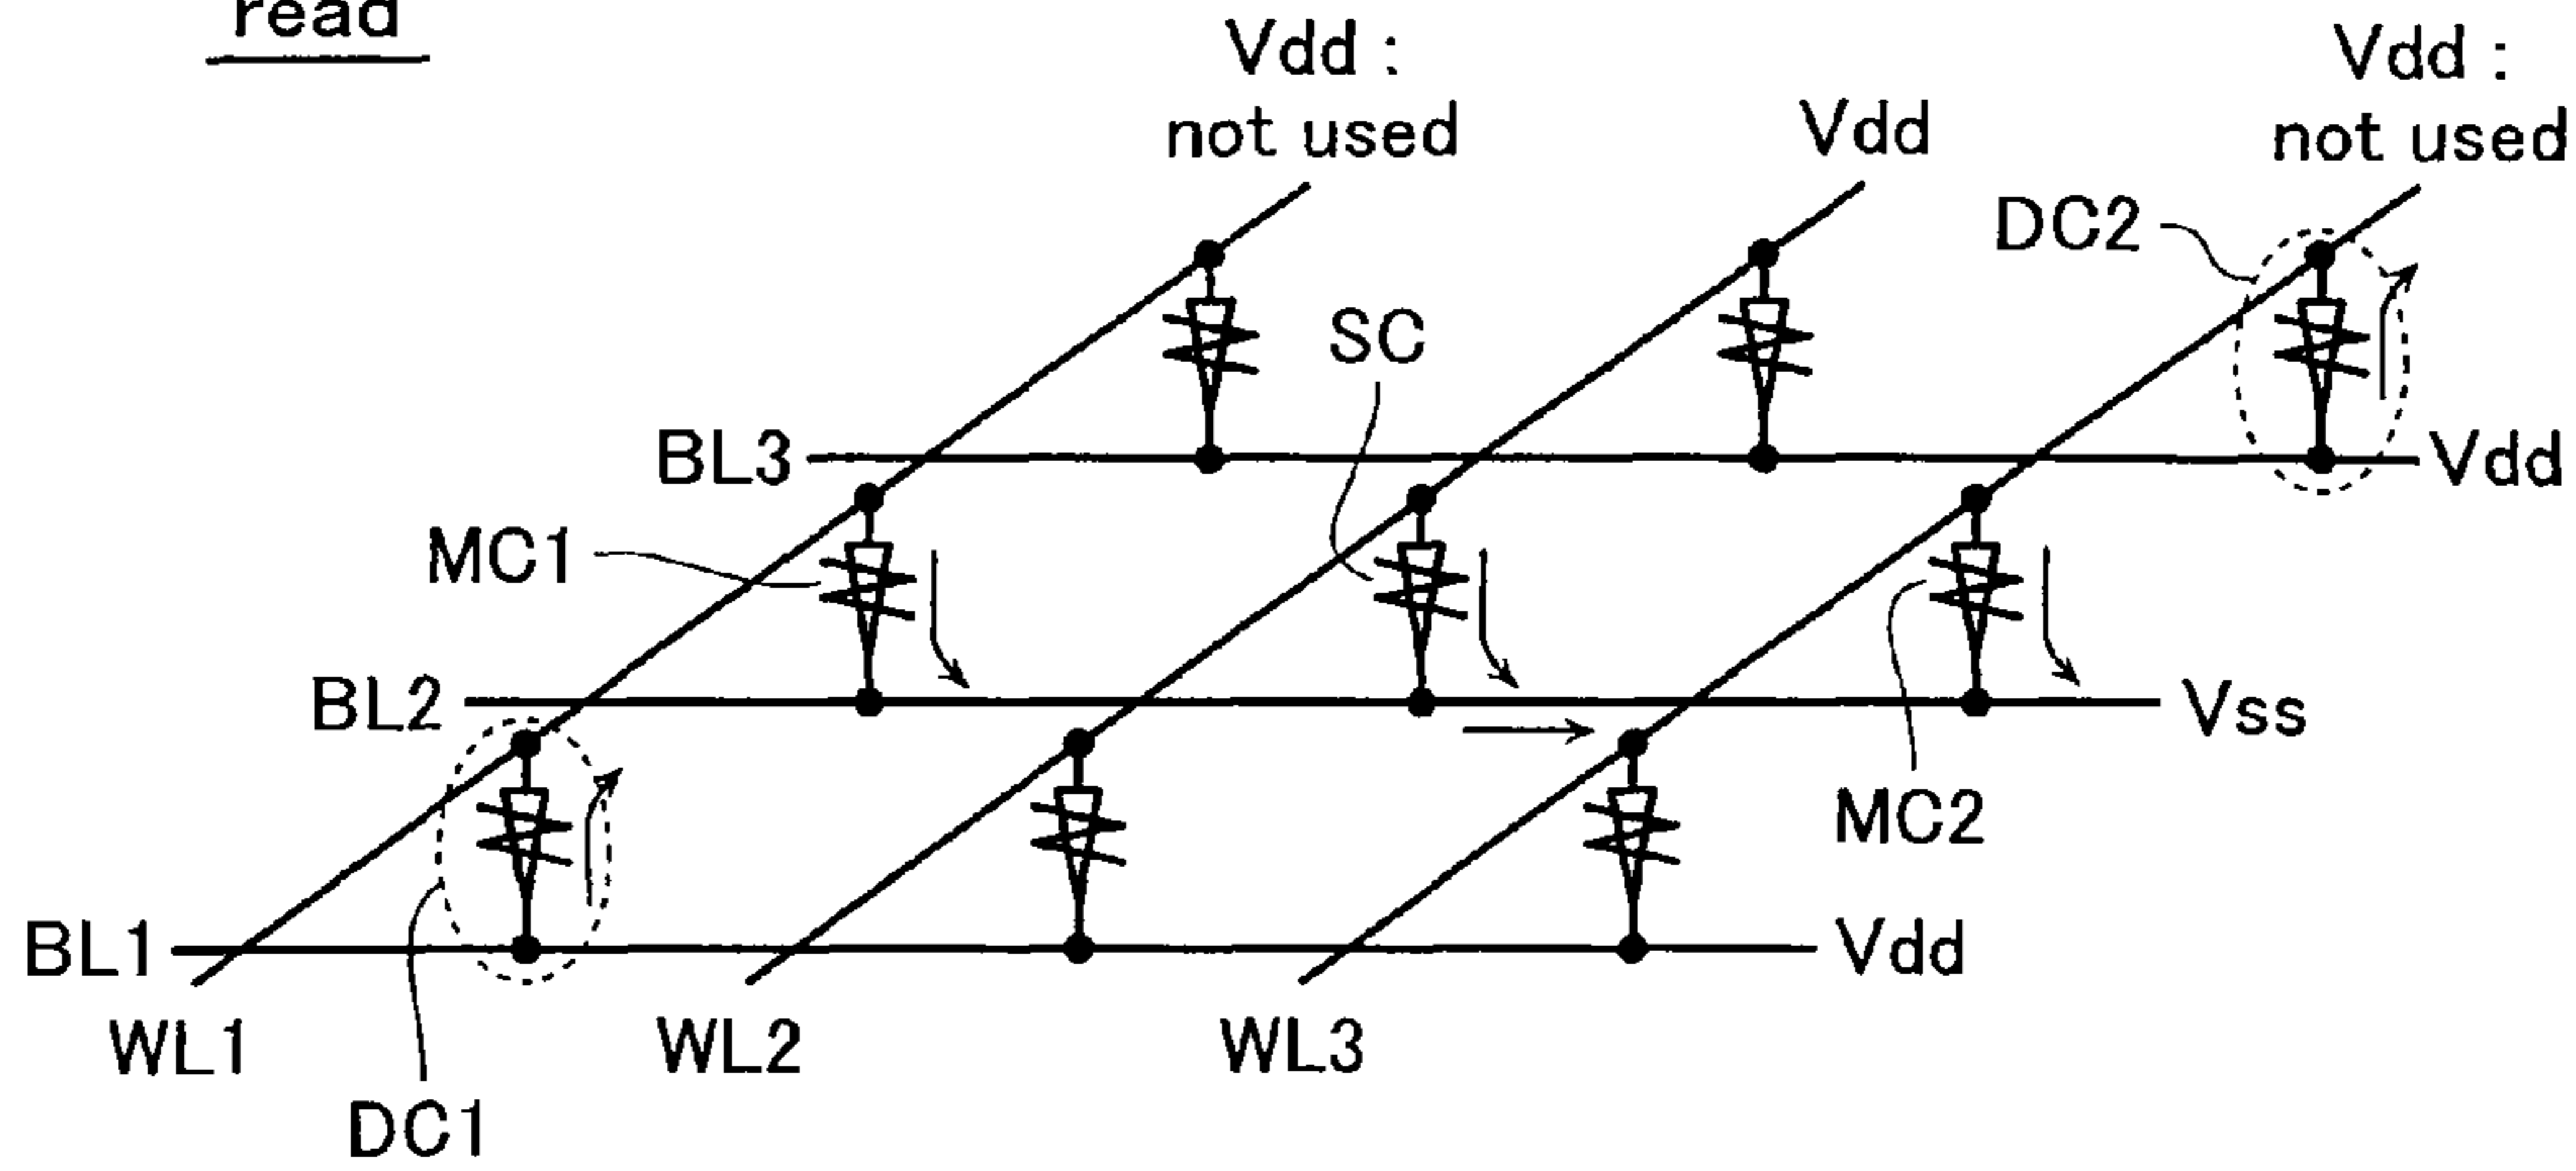 read
Vdd :
not used
Vdd
Vdd :
not used
DC2
SC
BL3
Vdd
MC1
BL2
Vss
MC2
BL1
Vdd
WL1
WL2
WL3
DC1